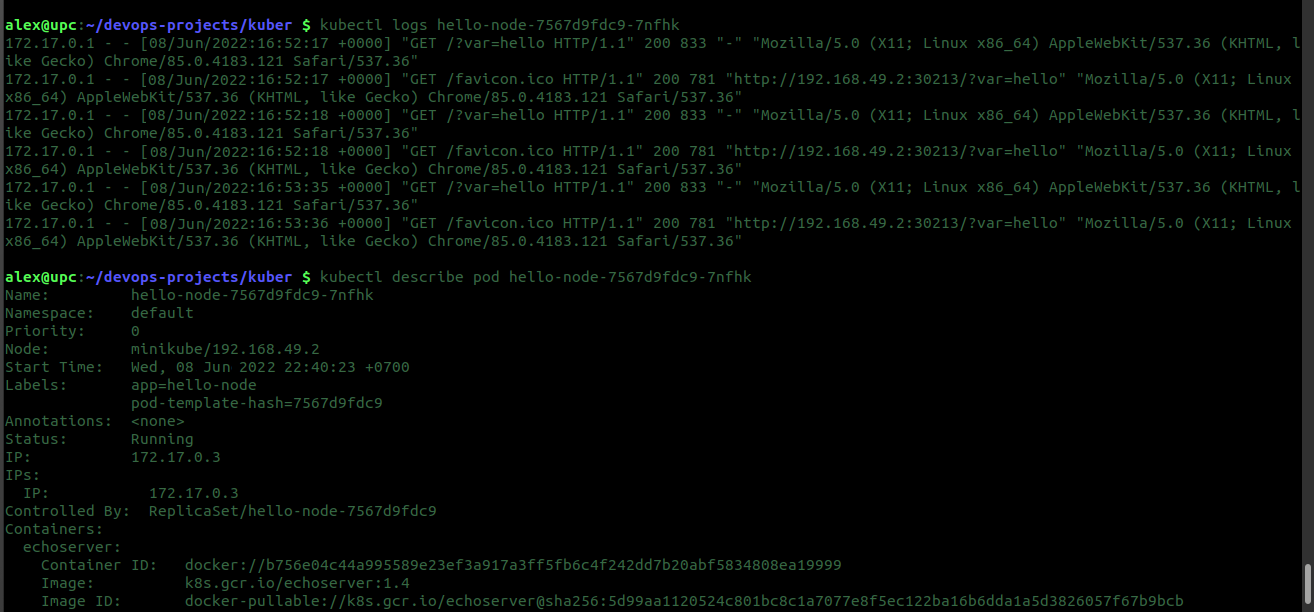 alex@upc:~/devops-projects/kuber $ kubectl logs hello-node-7567d9fdc9-7nfhk
172.17.0.1 - - [08/Jun/2022:16:52:17 +0000] "GET /?var=hello HTTP/1.1" 200 833 "-" "Mozilla/5.0 (X11; Linux x86_64) AppleWebKit/537.36 (KHTML, l
ike Gecko) Chrome/85.0.4183.121 Safari/537.36"
172.17.0.1 - - [08/Jun/2022:16:52:17 +0000] "GET /favicon.ico HTTP/1.1" 200 781 "http://192.168.49.2:30213/?var=hello" "Mozilla/5.0 (X11; Linux
x86_64) AppleWebKit/537.36 (KHTML, like Gecko) Chrome/85.0.4183.121 Safari/537.36"
172.17.0.1 - - [08/Jun/2022:16:52:18 +0000] "GET /?var=hello HTTP/1.1" 200 833 "-" "Mozilla/5.0 (X11; Linux x86_64) AppleWebKit/537.36 (KHTML, l
ike Gecko) Chrome/85.0.4183.121 Safari/537.36"
172.17.0.1 - - [08/Jun/2022:16:52:18 +0000] "GET /favicon.ico HTTP/1.1" 200 781 "http://192.168.49.2:30213/?var=hello" "Mozilla/5.0 (X11; Linux
x86_64) AppleWebKit/537.36 (KHTML, like Gecko) Chrome/85.0.4183.121 Safari/537.36"
172.17.0.1 - - [08/Jun/2022:16:53:35 +0000] "GET /?var=hello HTTP/1.1" 200 833 "-" "Mozilla/5.0 (X11; Linux x86_64) AppleWebKit/537.36 (KHTML, l
ike Gecko) Chrome/85.0.4183.121 Safari/537.36"
172.17.0.1 - - [08/Jun/2022:16:53:36 +0000] "GET /favicon.ico HTTP/1.1" 200 781 "http://192.168.49.2:30213/?var=hello" "Mozilla/5.0 (X11; Linux
x86_64) AppleWebKit/537.36 (KHTML, like Gecko) Chrome/85.0.4183.121 Safari/537.36"
alex@upc:~/devops-projects/kuber $ kubectl describe pod hello-node-7567d9fdc9-7nfhk
Name:         hello-node-7567d9fdc9-7nfhk
Namespace:    default
Priority:     0
Node:         minikube/192.168.49.2
Start Time:   Wed, 08 Jun 2022 22:40:23 +0700
Labels:       app=hello-node
              pod-template-hash=7567d9fdc9
Annotations:  <none>
Status:       Running
IP:           172.17.0.3
IPs:
  IP:           172.17.0.3
Controlled By:  ReplicaSet/hello-node-7567d9fdc9
Containers:
  echoserver:
    Container ID:   docker://b756e04c44a995589e23ef3a917a3ff5fb6c4f242dd7b20abf5834808ea19999
    Image:          k8s.gcr.io/echoserver:1.4
    Image ID:       docker-pullable://k8s.gcr.io/echoserver@sha256:5d99aa1120524c801bc8c1a7077e8f5ec122ba16b6dda1a5d3826057f67b9bcb